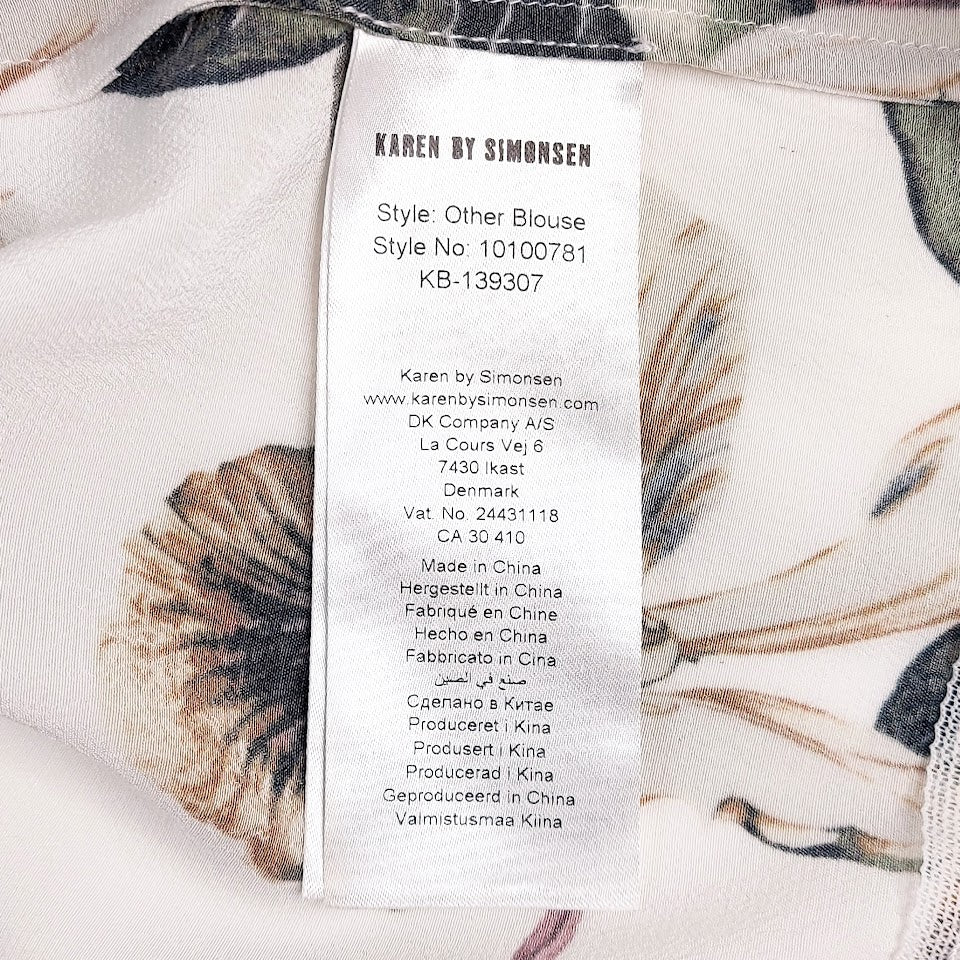 KAREN BY SIMONSEN
Style: Other Blouse
Style No: 10100781
KB-139307
Karen by Simonsen
www.karenbysimonsen.com
DK Company A/S
La Cours Vej 6
7430 Ikast
Denmark
Vat. No. 24431118
CA 30 410
Made in China
Hergestellt in China
Fabriqué en Chine
Hecho en China
Fabbricato in Cina
صنع في الصين
Сделано в Китае
Produceret i Kina
Produsert i Kina
Producerad i Kina
Geproduceerd in China
Valmistusmaa Kiina